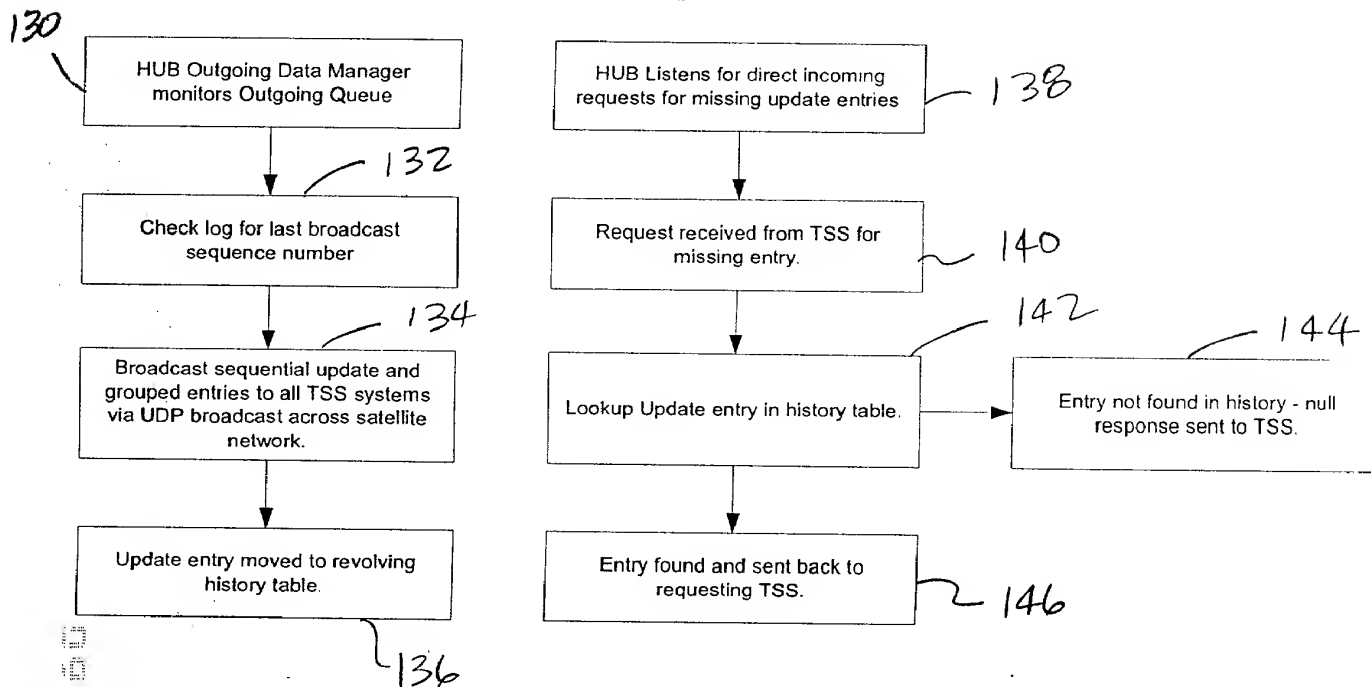 130
HUB Outgoing Data Manager
monitors Outgoing Queue
132
Check log for last broadcast
sequence number
134
Broadcast sequential update and
grouped entries to all TSS systems
via UDP broadcast across satellite
network.
Update entry moved to revolving
history table.
136
HUB Listens for direct incoming
requests for missing update entries
138
Request received from TSS for
missing entry.
140
142
Lookup Update entry in history table.
144
Entry not found in history - null
response sent to TSS.
Entry found and sent back to
requesting TSS.
146